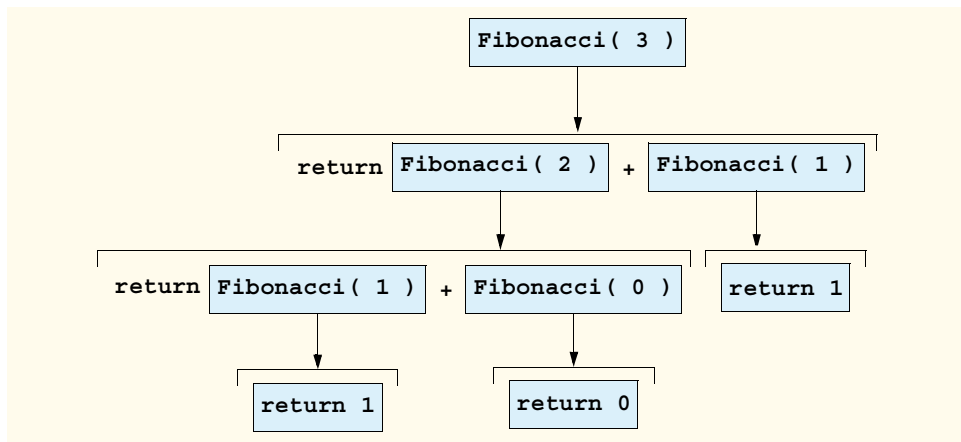 Fibonacci( 3 )
return Fibonacci( 2 ) + Fibonacci( 1 )
return Fibonacci( 1 ) + Fibonacci( 0 ) return 1
return 1 return 0